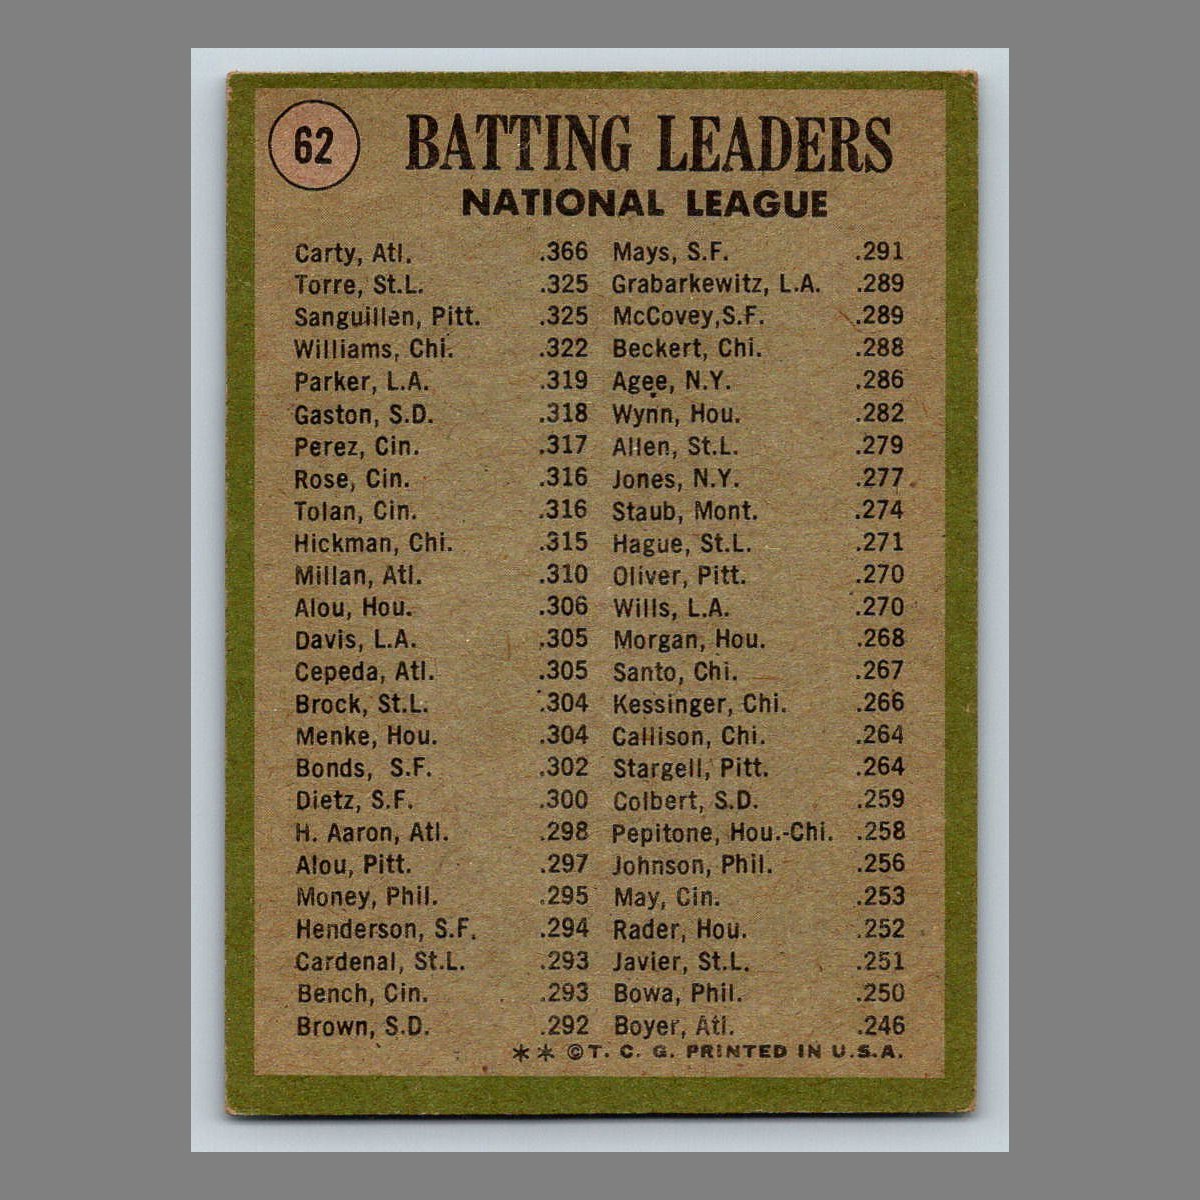 62
BATTING LEADERS
NATIONAL LEAGUE
Carty, Atl. .366
Torre, St.L. .325
Sanguillen, Pitt. .325
Williams, Chi. .322
Parker, L.A. .319
Gaston, S.D. .318
Perez, Cin. .317
Rose, Cin. .316
Tolan, Cin. .316
Hickman, Chi. .315
Millan, Atl. .310
Alou, Hou. .306
Davis, L.A. .305
Cepeda, Atl. .305
Brock, St.L. .304
Menke, Hou. .304
Bonds, S.F. .302
Dietz, S.F. .300
H. Aaron, Atl. .298
Alou, Pitt. .297
Money, Phil. .295
Henderson, S.F. .294
Cardenal, St.L. .293
Bench, Cin. .293
Brown, S.D. .292
Mays, S.F. .291
Grabarkewitz, L.A. .289
McCovey,S.F. .289
Beckert, Chi. .288
Agee, N.Y. .286
Wynn, Hou. .282
Allen, St.L. .279
Jones, N.Y. .277
Staub, Mont. .274
Hague, St.L. .271
Oliver, Pitt. .270
Wills, L.A. .270
Morgan, Hou. .268
Santo, Chi. .267
Kessinger, Chi. .266
Callison, Chi. .264
Stargell, Pitt. .264
Colbert, S.D. .259
Pepitone, Hou.-Chi. .258
Johnson, Phil. .256
May, Cin. .253
Rader, Hou. .252
Javier, St.L. .251
Bowa, Phil. .250
Boyer, Atl. .246
** ©T. C. G. PRINTED IN U.S.A.